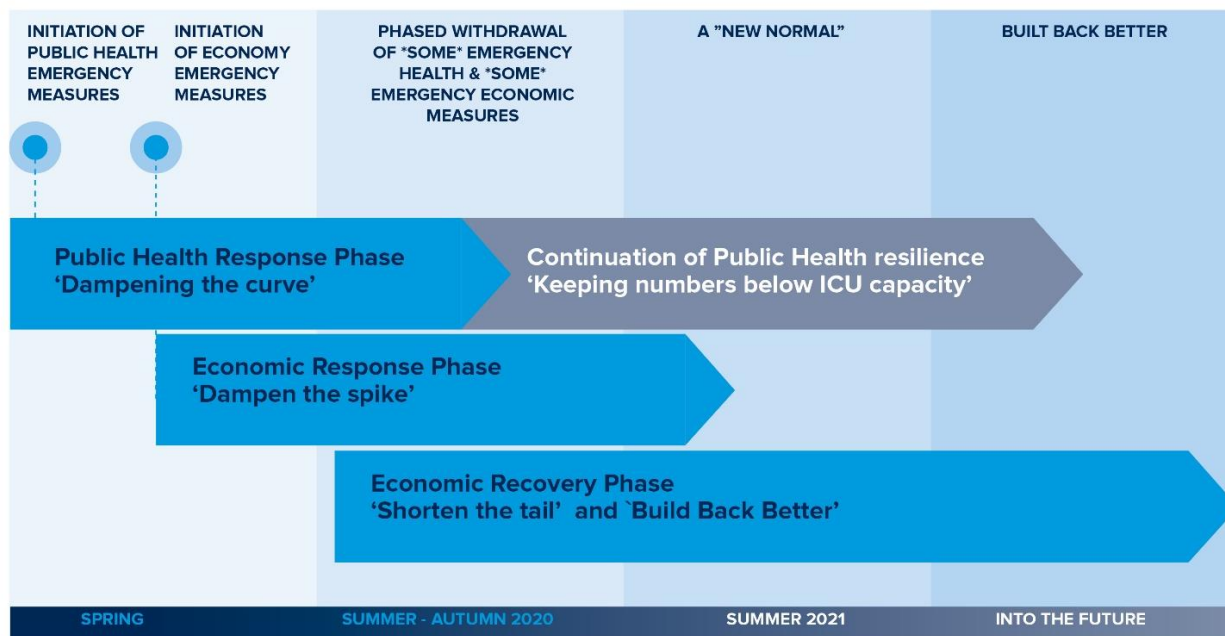 INITIATION OF
PUBLIC HEALTH
EMERGENCY
MEASURES
INITIATION
OF ECONOMY
EMERGENCY
MEASURES
PHASED WITHDRAWAL
OF *SOME* EMERGENCY
HEALTH & *SOME*
EMERGENCY ECONOMIC
MEASURES
A ”NEW NORMAL”
BUILT BACK BETTER
Public Health Response Phase
‘Dampening the curve’
Continuation of Public Health resilience
‘Keeping numbers below ICU capacity’
Economic Response Phase
‘Dampen the spike’
Economic Recovery Phase
‘Shorten the tail’ and `Build Back Better’
SPRING
SUMMER - AUTUMN 2020
SUMMER 2021
INTO THE FUTURE